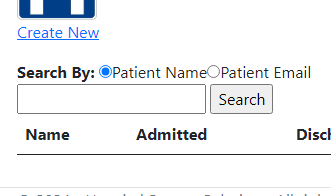 Create New
Search By: Patient Name Patient Email
Search
Name Admitted